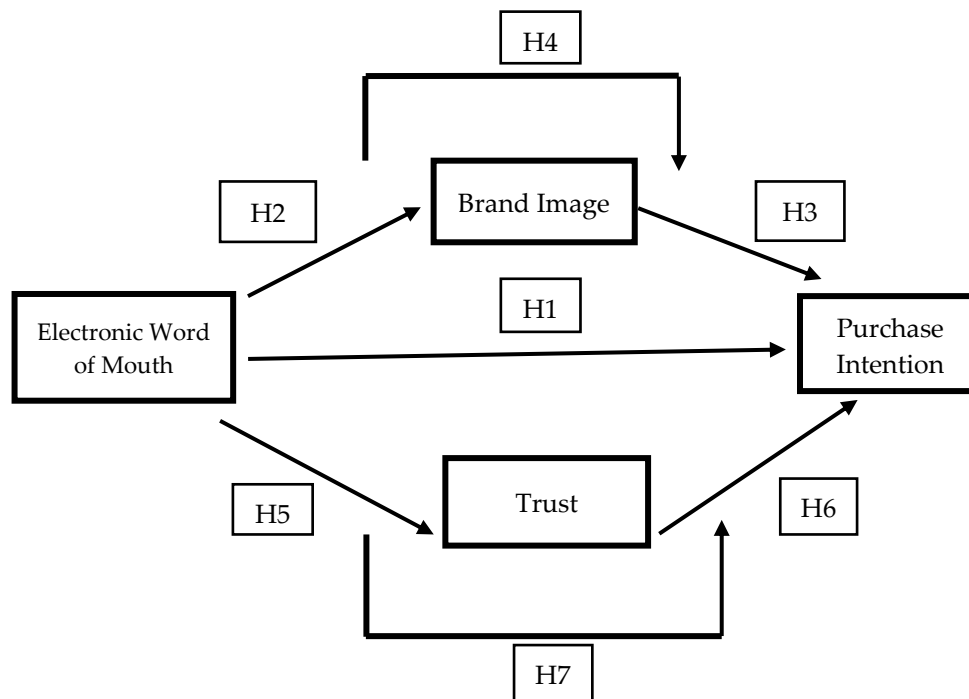 H4
Brand Image
H2
H3
H1
Electronic Word
of Mouth
Purchase
Intention
Trust
H5
H6
H7